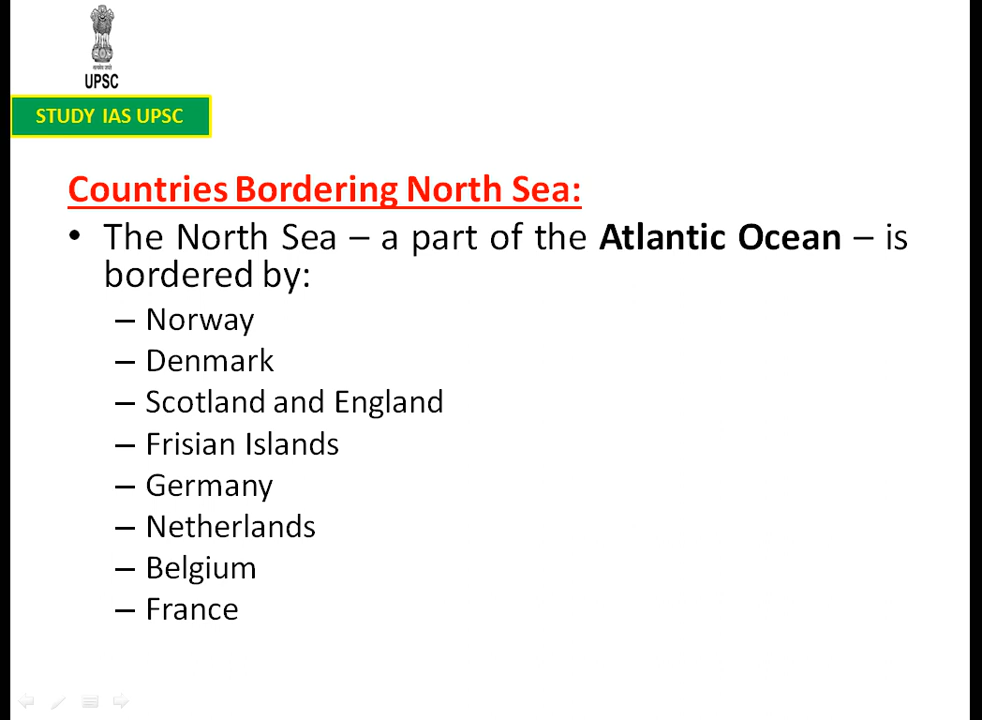 UPSC
STUDY IAS UPSC
Countries Bordering North Sea:
• The North Sea – a part of the Atlantic Ocean – is
bordered by:
– Norway
– Denmark
– Scotland and England
– Frisian Islands
– Germany
– Netherlands
– Belgium
– France